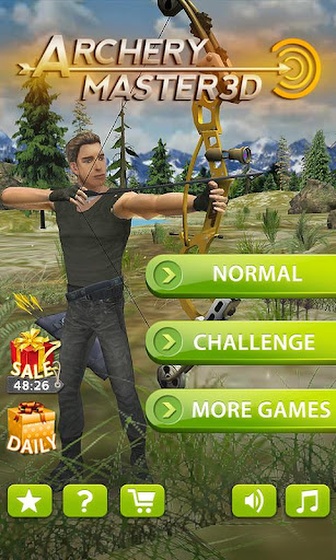 ARCHERY
MASTER3D
NORMAL
CHALLENGE
SALE
48:26
MORE GAMES
DAILY
?